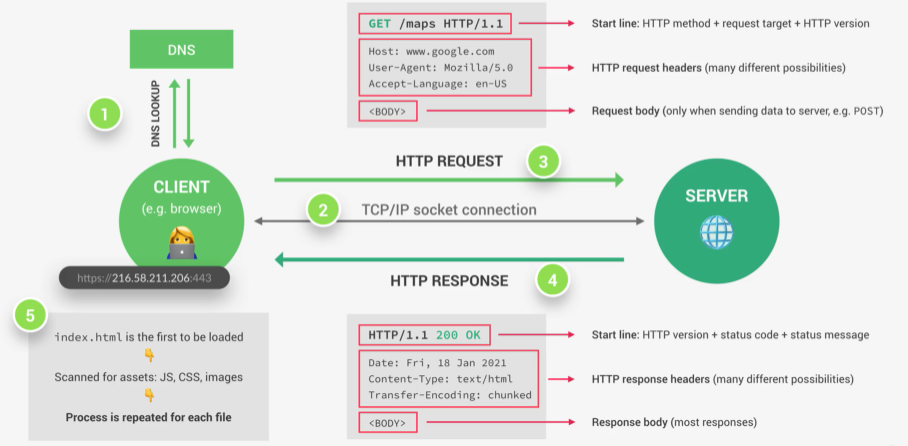 DNS
DNS LOOKUP
1
CLIENT
(e.g. browser)
https://216.58.211.206:443
GET /maps HTTP/1.1
Start line: HTTP method + request target + HTTP version
Host: www.google.com
User-Agent: Mozilla/5.0
Accept-Language: en-US
HTTP request headers (many different possibilities)
<BODY>
Request body (only when sending data to server, e.g. POST)
HTTP REQUEST
3
2
TCP/IP socket connection
SERVER
HTTP RESPONSE
4
5
index.html is the first to be loaded
Scanned for assets: JS, CSS, images
Process is repeated for each file
HTTP/1.1 200 OK
Start line: HTTP version + status code + status message
Date: Fri, 18 Jan 2021
Content-Type: text/html
Transfer-Encoding: chunked
HTTP response headers (many different possibilities)
<BODY>
Response body (most responses)